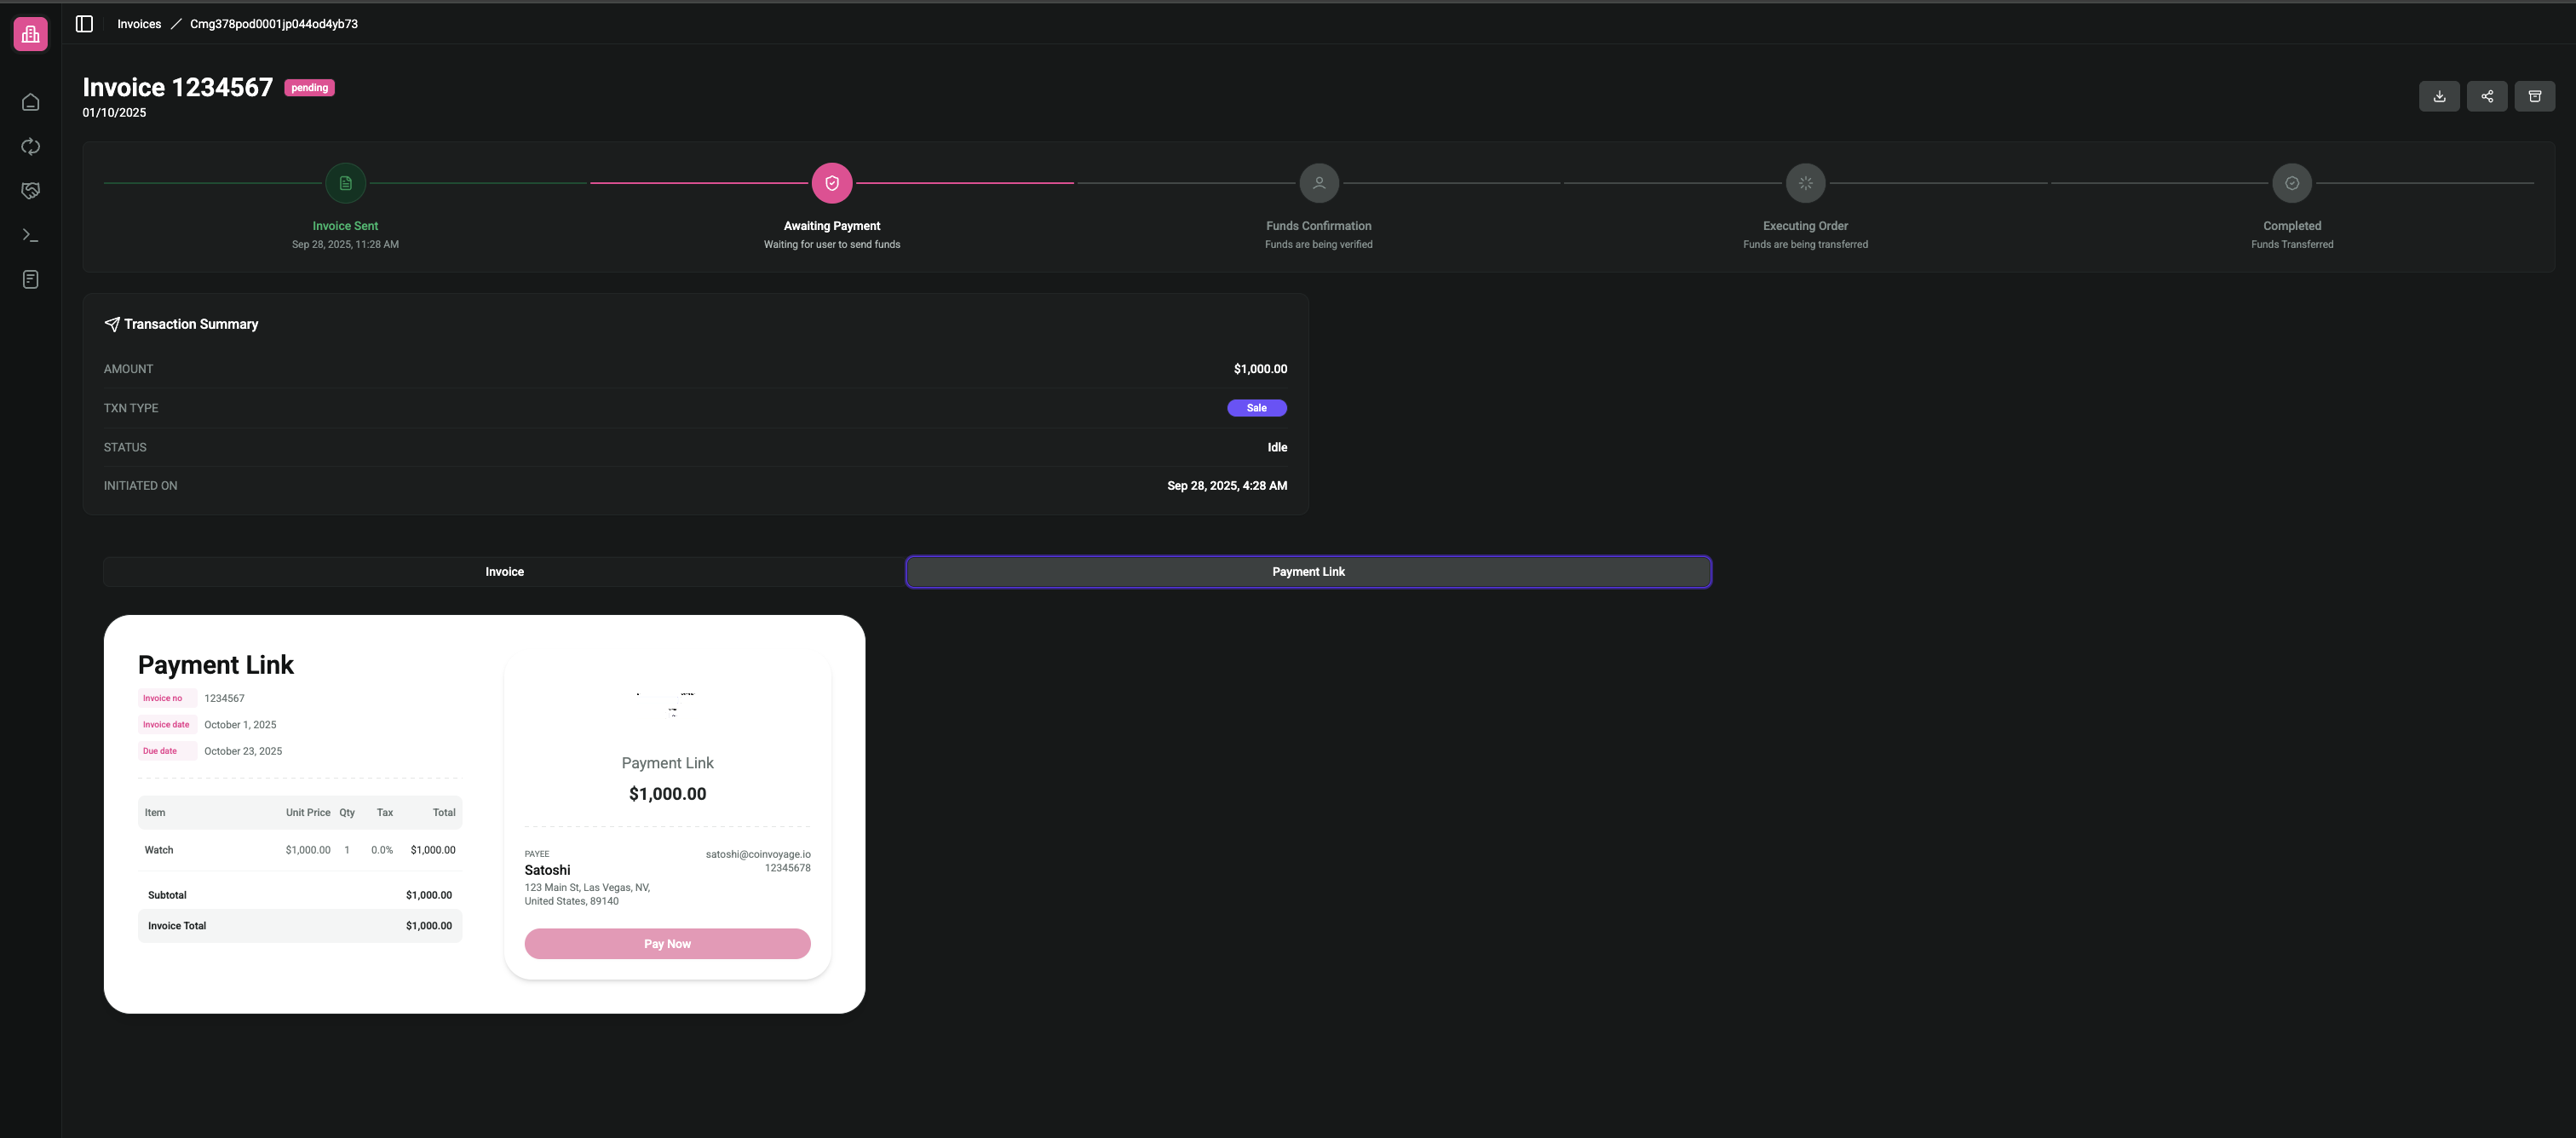 Invoices / Cmg378pod0001jp044od4yb73
Invoice 1234567 pending
01/10/2025
Invoice Sent
Sep 28, 2025, 11:28 AM
Awaiting Payment
Waiting for user to send funds
Funds Confirmation
Funds are being verified
Executing Order
Funds are being transferred
Completed
Funds Transferred
Transaction Summary
AMOUNT $1,000.00
TXN TYPE Sale
STATUS Idle
INITIATED ON Sep 28, 2025, 4:28 AM
Invoice Payment Link
Payment Link
Invoice no 1234567
Invoice date October 1, 2025
Due date October 23, 2025
Item Unit Price Qty Tax Total
Watch $1,000.00 1 0.0% $1,000.00
Subtotal $1,000.00
Invoice Total $1,000.00
Payment Link
$1,000.00
PAYEE
Satoshi
123 Main St, Las Vegas, NV,
United States, 89140
satoshi@coinvoyage.io
12345678
Pay Now